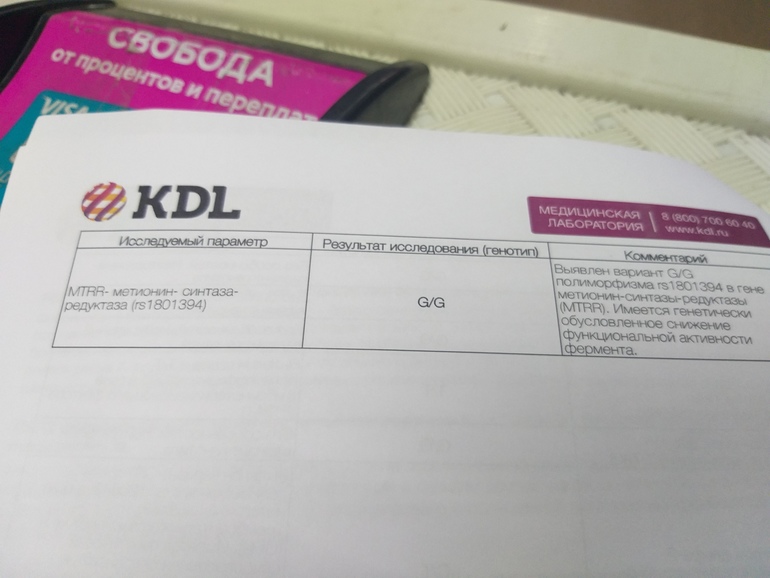 СВОБОДА
от процентов и переплат
VISA
KDL
МЕДИЦИНСКАЯ
ЛАБОРАТОРИЯ
8 (800) 700 60 40
www.kdl.ru
Исследуемый параметр
Результат исследования (генотип)
Комментарий
MTRR- метионин- синтаза-
редуктаза (rs1801394)
G/G
Выявлен вариант G/G
полиморфизма rs1801394 в гене
метионин-синтазы-редуктазы
(MTRR). Имеется генетически
обусловленное снижение
функциональной активности
фермента.